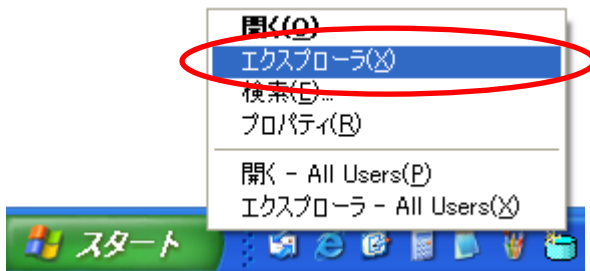 開く(O)
エクスプローラ(X)
検索(E)...
プロパティ(R)
開く - All Users(P)
エクスプローラ - All Users(X)
スタート